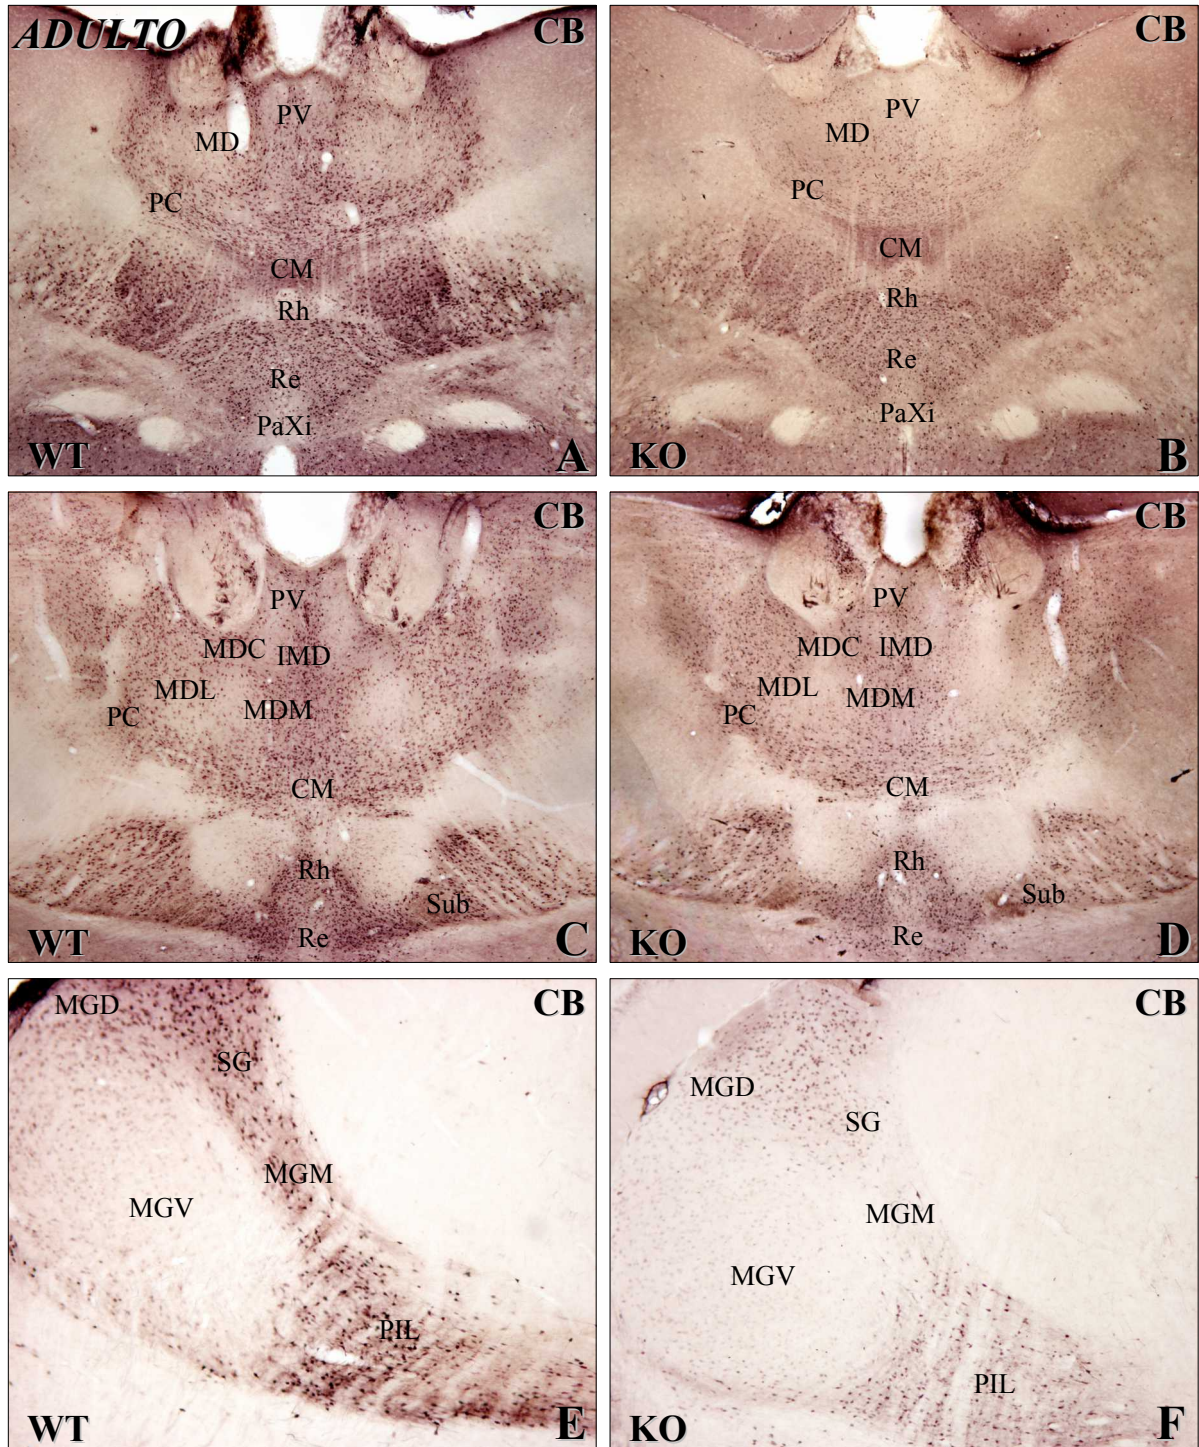 ADULTO CB
PV
MD
PC
CM
Rh
Re
PaXi
WT A
CB
PV
MD
PC
CM
Rh
Re
PaXi
KO B
CB
PV
MDC IMD
MDL
MDM
PC
CM
Rh
Sub
Re
WT C
CB
PV
MDC IMD
MDL
MDM
PC
CM
Rh
Sub
Re
KO D
CB
MGD
SG
MGM
MGV
PIL
WT E
CB
MGD
SG
MGM
MGV
PIL
KO F